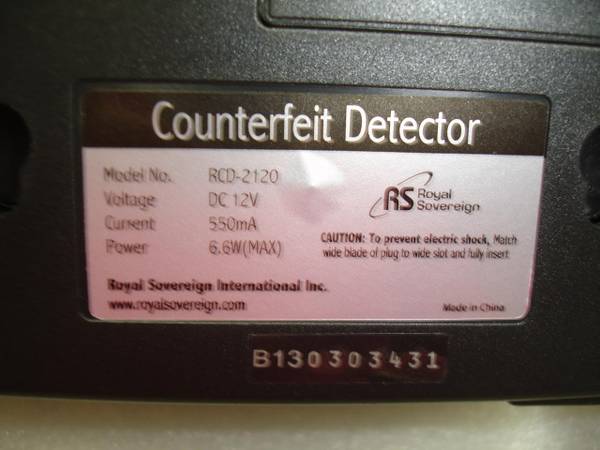 Counterfeit Detector
Model No. RCD-2120
Voltage DC 12V
Current 550mA
Power 6.6W(MAX)
RS Royal Sovereign
CAUTION: To prevent electric shock, Match
wide blade of plug to wide slot and fully insert
Royal Sovereign International Inc.
www.royalsovereign.com
Made in China
B130303431